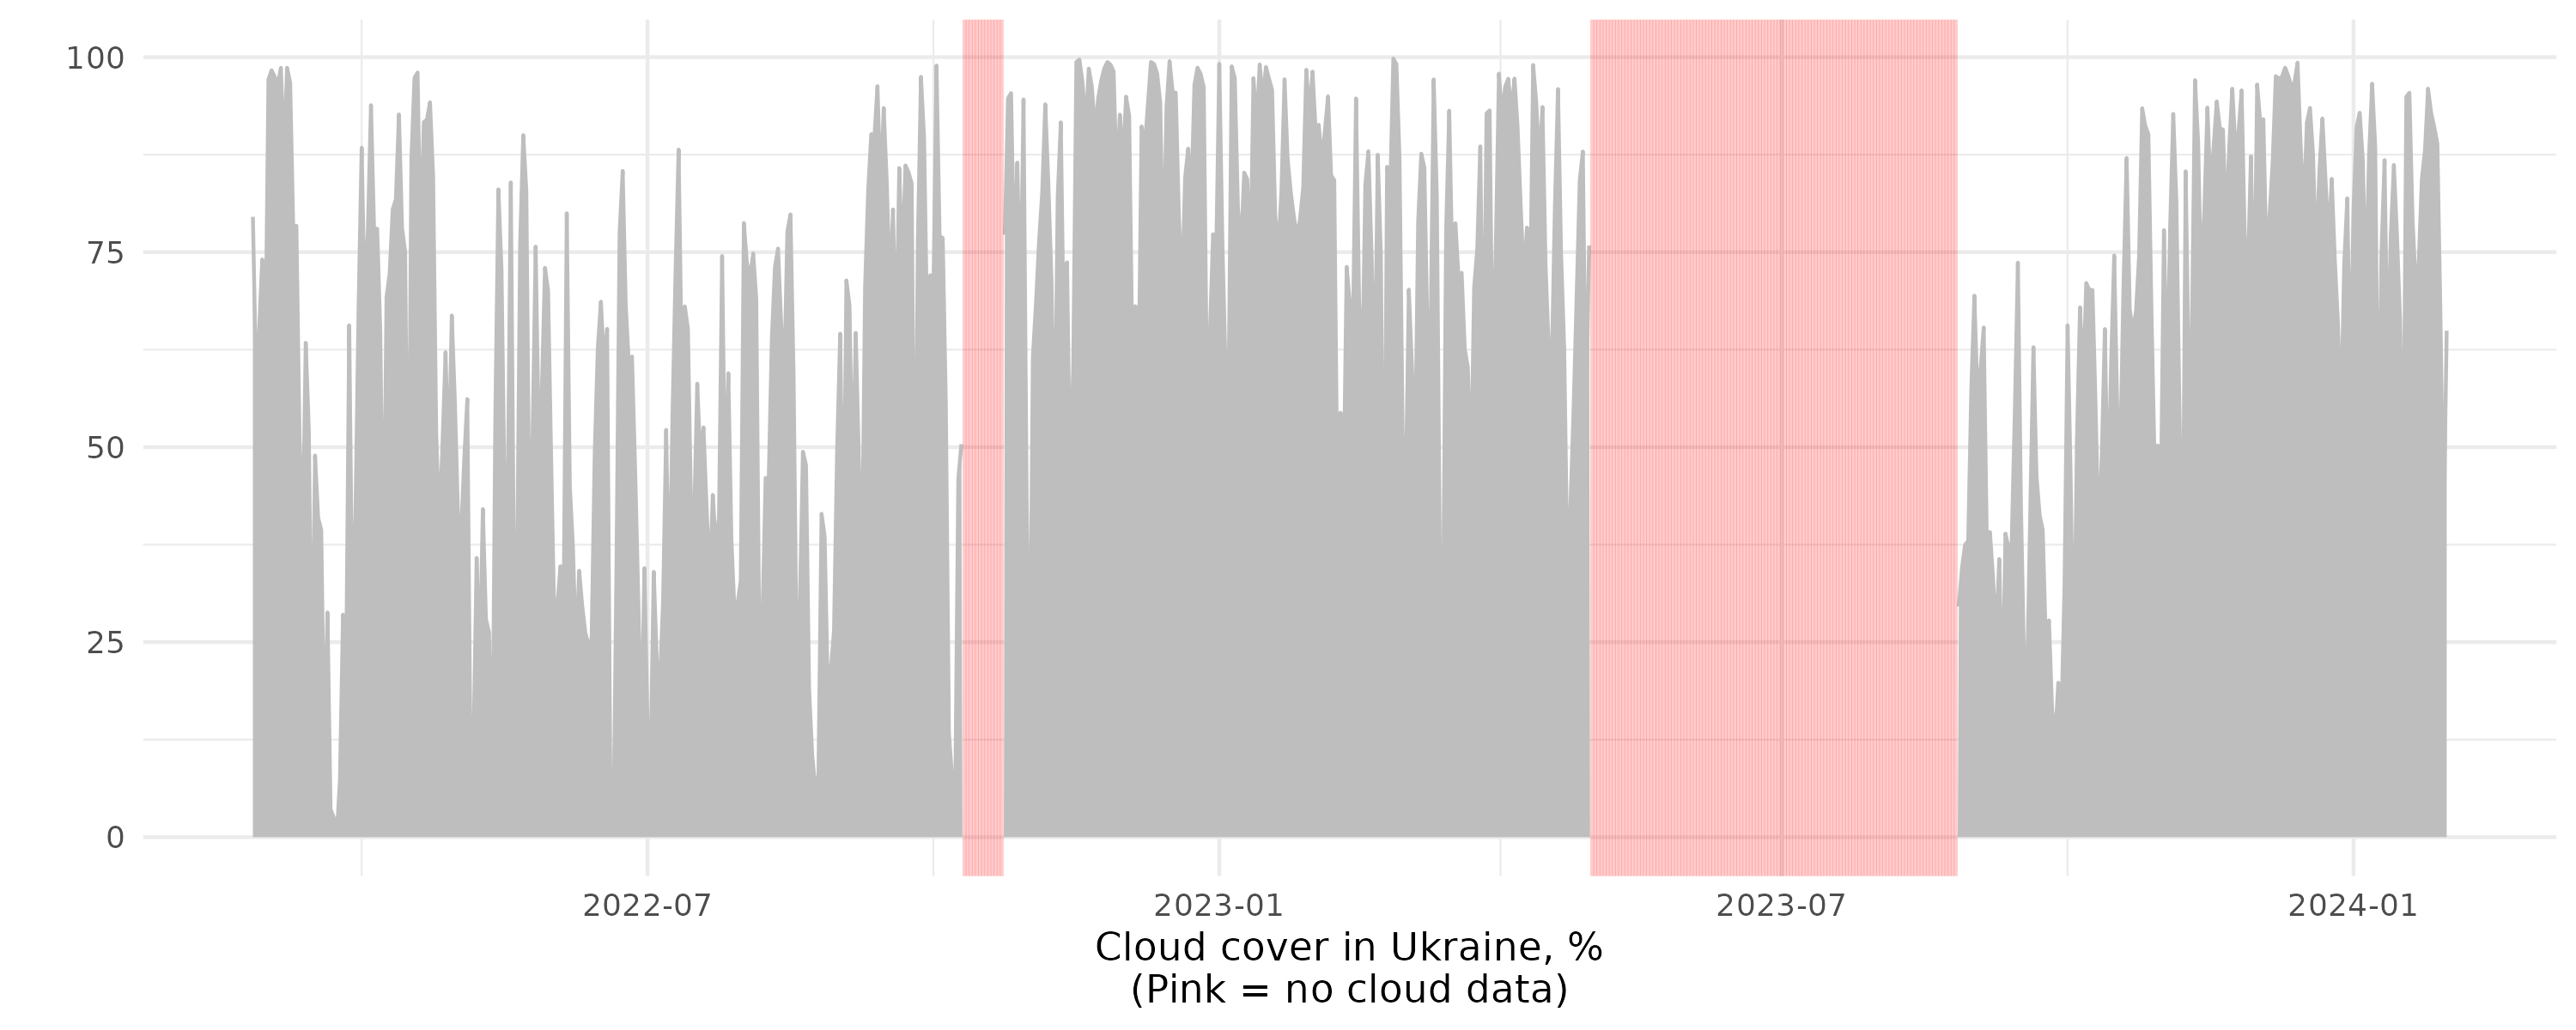 100
75
50
25
0
2022-07 2023-01 2023-07 2024-01
Cloud cover in Ukraine, %
(Pink = no cloud data)